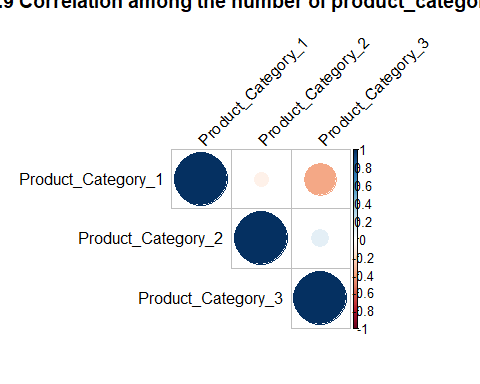 .9 Correlation among the number of product_catego
Product_Category_1
Product_Category_2
Product_Category_3
Product_Category_1
Product_Category_2
Product_Category_3
1
0.8
0.6
0.4
0.2
0
-0.2
-0.4
-0.6
-0.8
-1